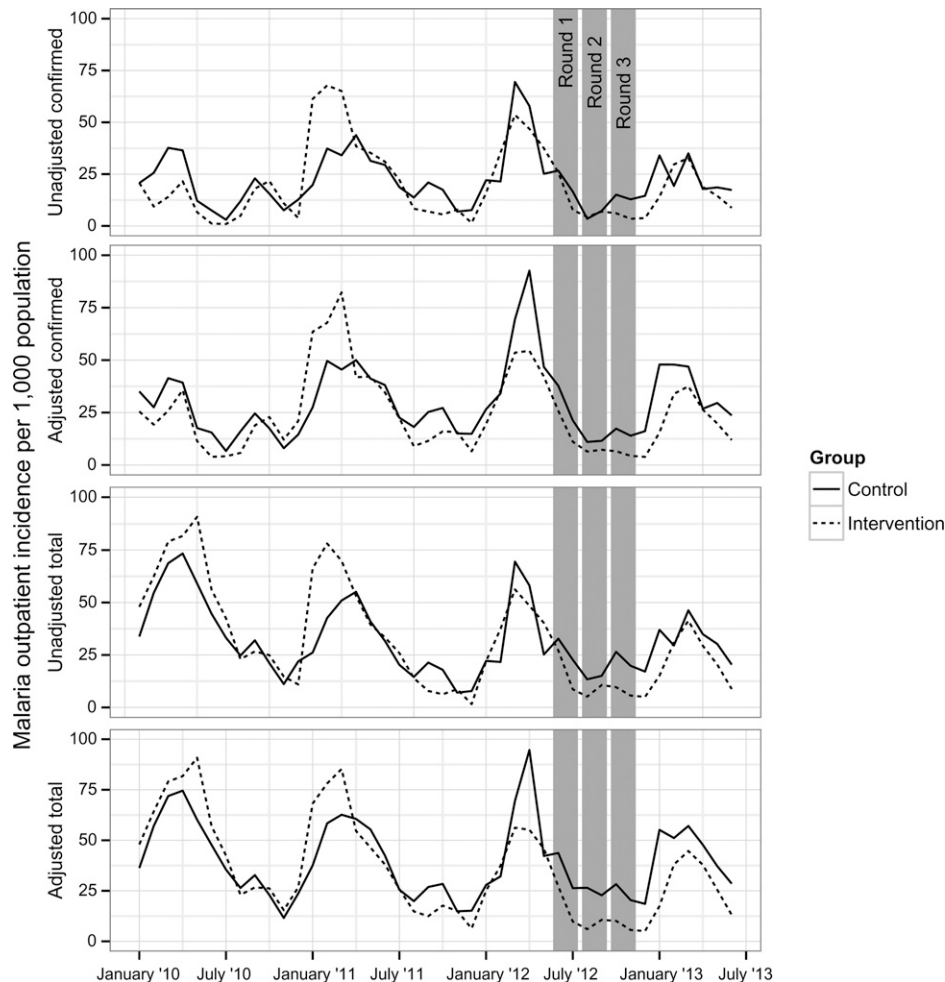 Malaria outpatient incidence per 1,000 population
Unadjusted confirmed
100
75
50
25
0
Round 1
Round 2
Round 3
Adjusted confirmed
100
75
50
25
0
Unadjusted total
100
75
50
25
0
Adjusted total
100
75
50
25
0
January '10
July '10
January '11
July '11
January '12
July '12
January '13
July '13
Group
Control
Intervention